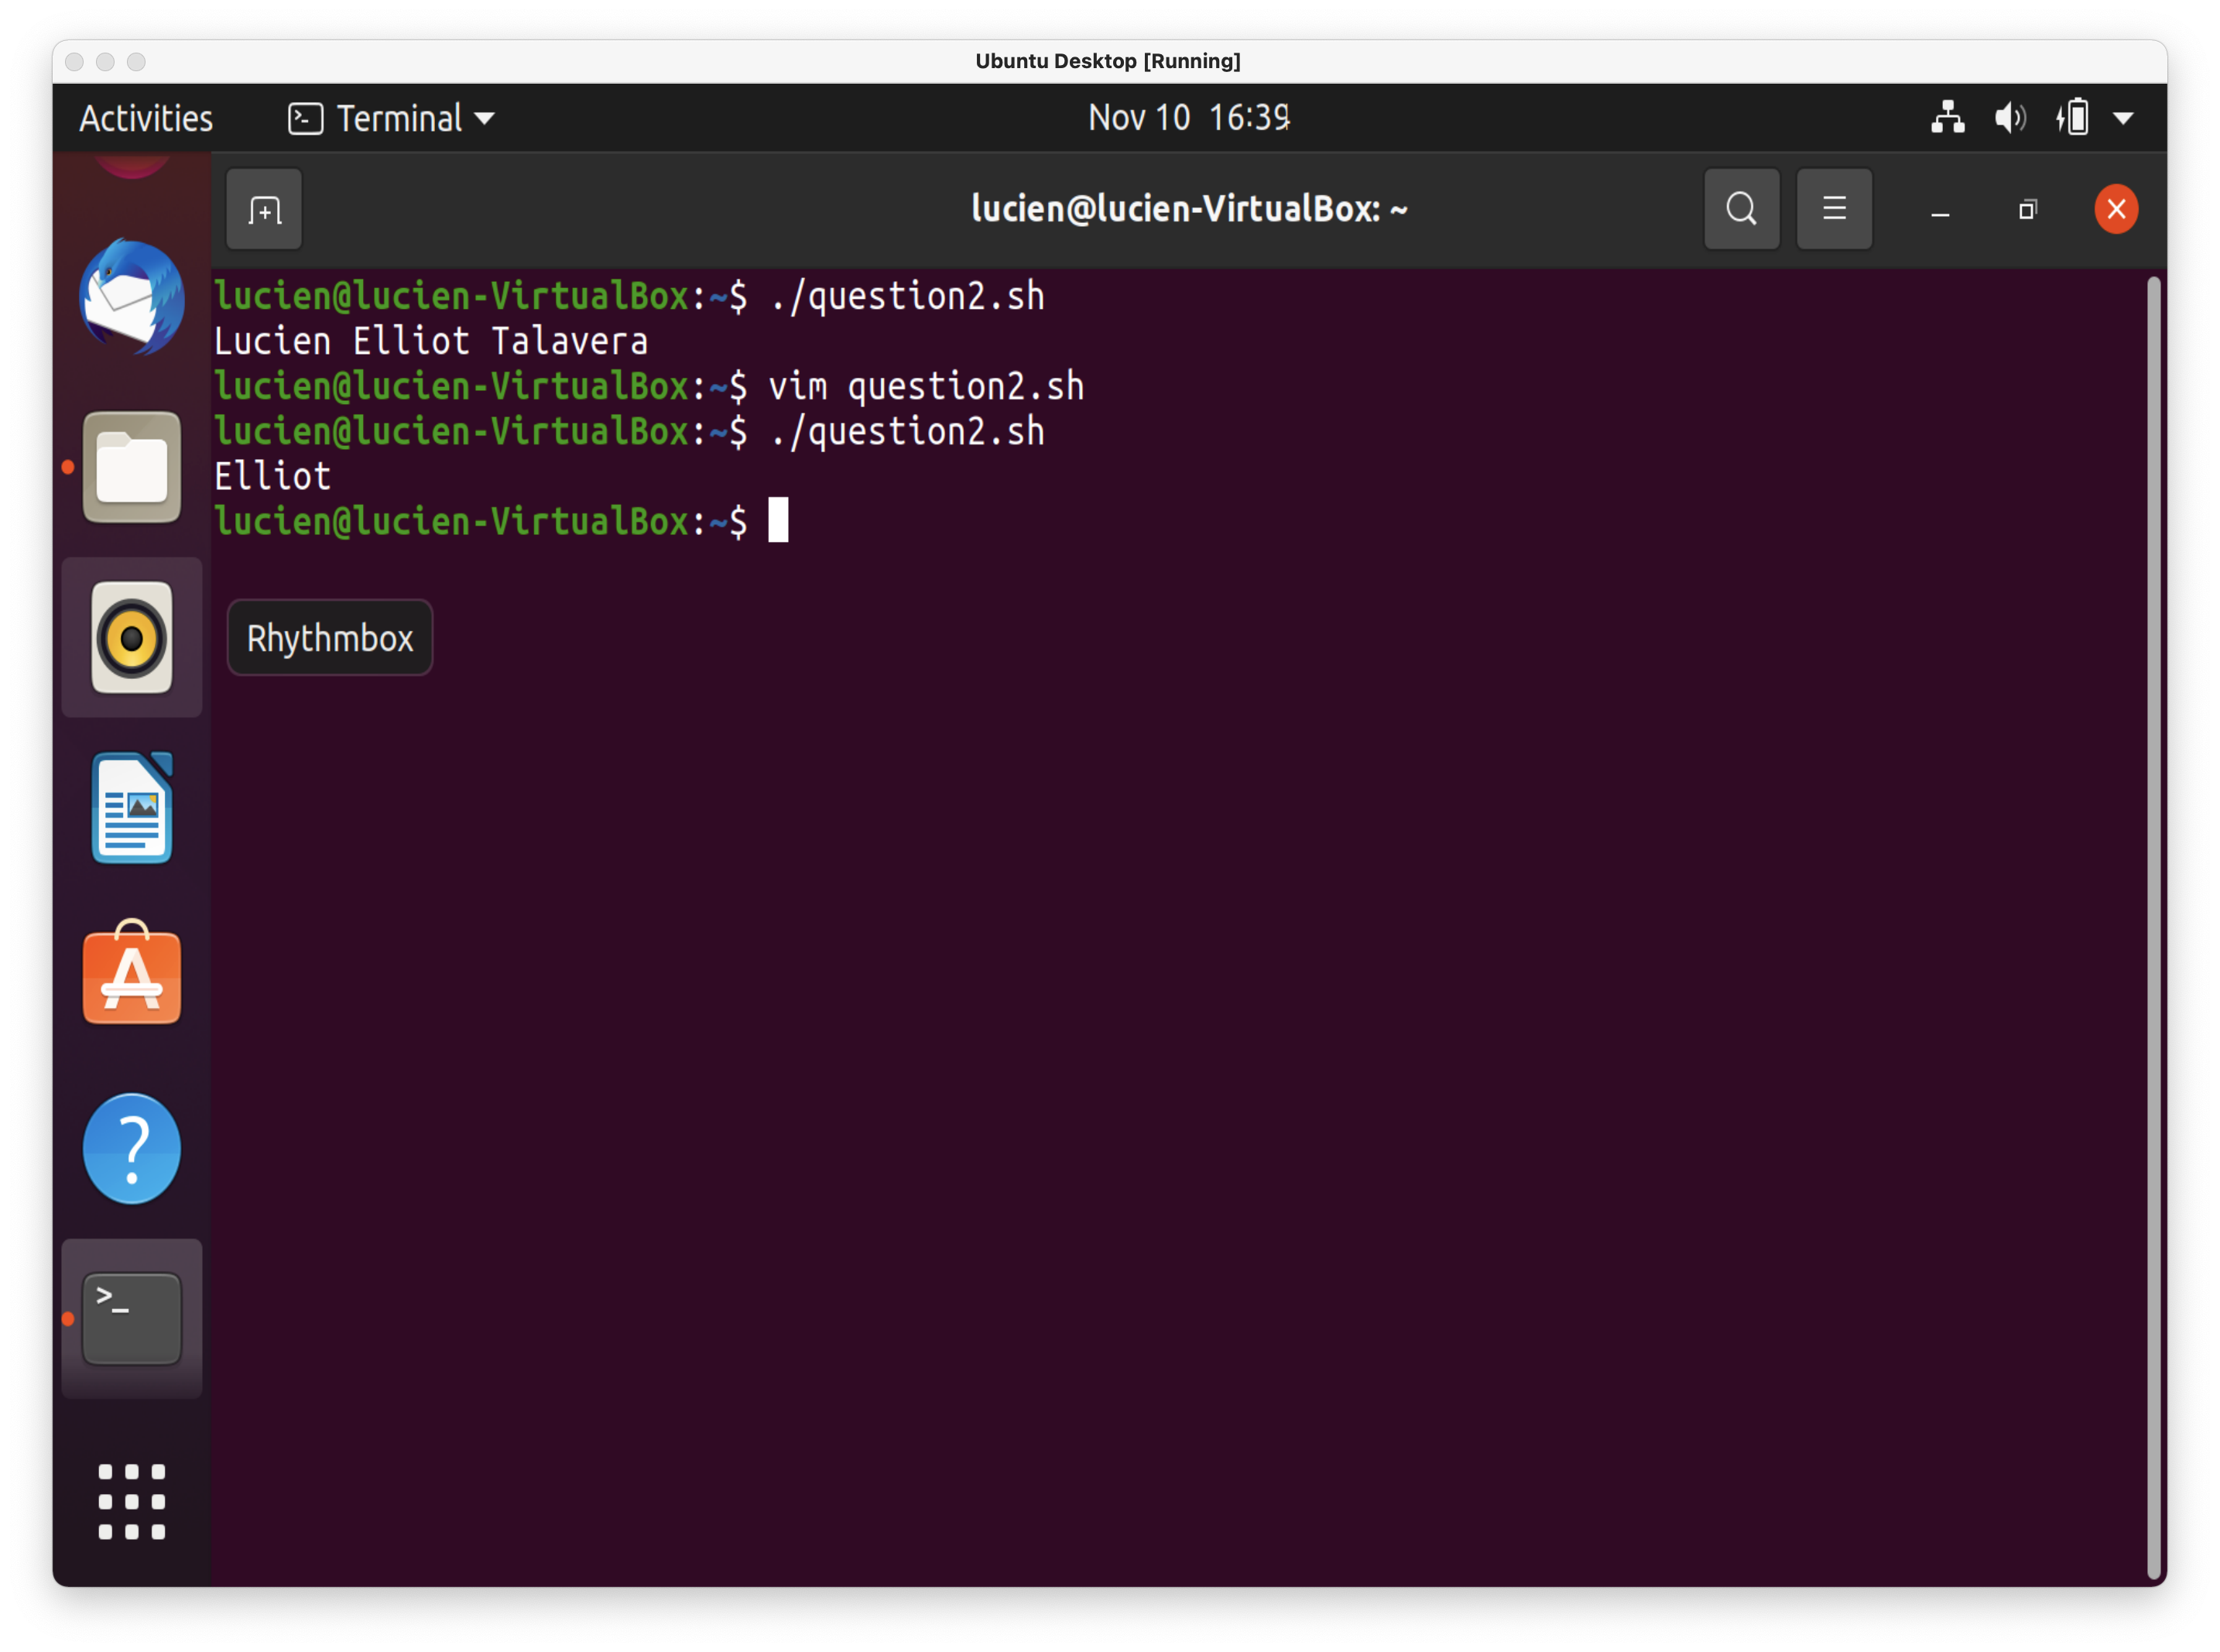 Ubuntu Desktop [Running]
Activities Terminal Nov 10 16:39
lucien@lucien-VirtualBox: ~
lucien@lucien-VirtualBox:~$ ./question2.sh
Lucien Elliot Talavera
lucien@lucien-VirtualBox:~$ vim question2.sh
lucien@lucien-VirtualBox:~$ ./question2.sh
Elliot
lucien@lucien-VirtualBox:~$
Rhythmbox